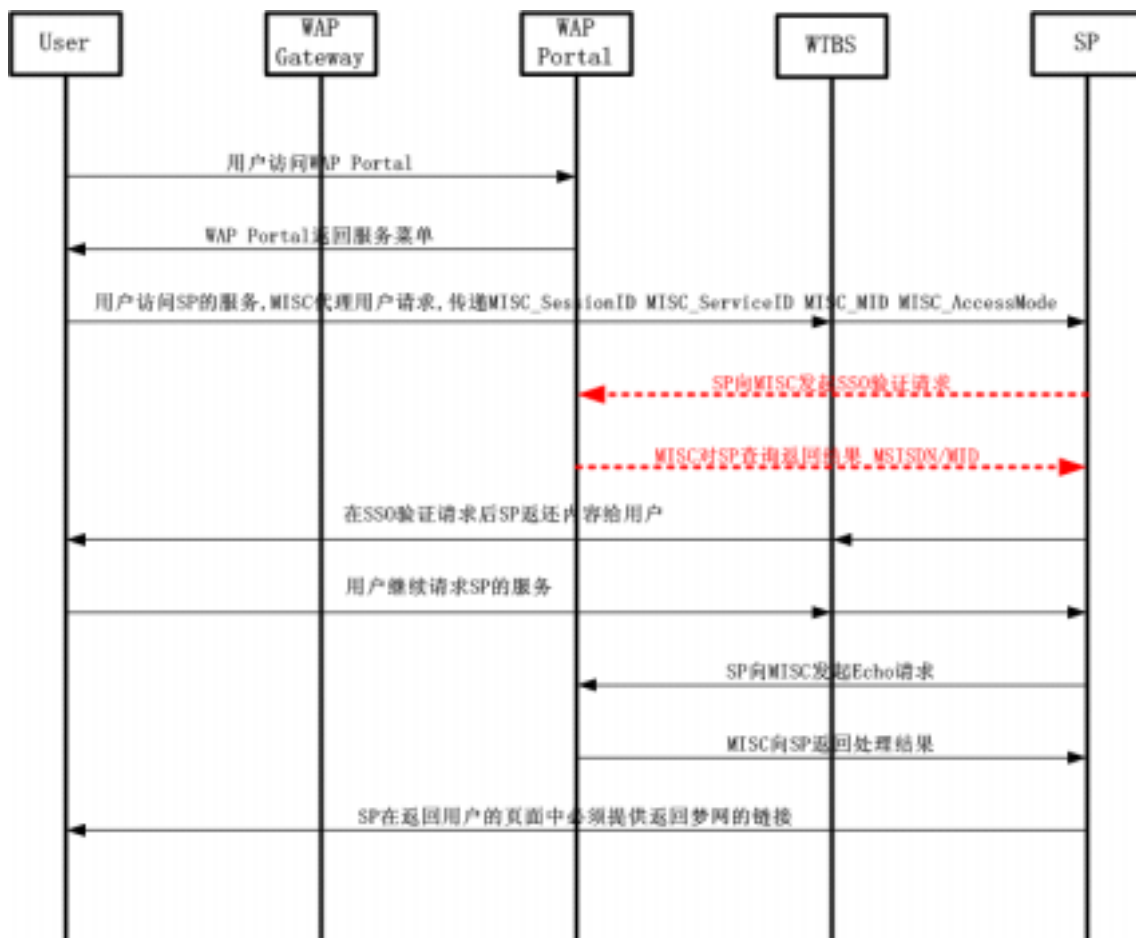 User
WAP
Gateway
WAP
Portal
WTBS
SP
用户访问WAP Portal
WAP Portal返回服务菜单
用户访问SP的服务,MISC代理用户请求,传递MISC_SessionID MISC_ServiceID MISC_MID MISC_AccessMode
SP向MISC发起SSO验证请求
MISC对SP查询返回结果 MSISDN/MID
在SSO验证请求后SP返还内容给用户
用户继续请求SP的服务
SP向MISC发起Echo请求
MISC向SP返回处理结果
SP在返回用户的页面中必须提供返回梦网的链接